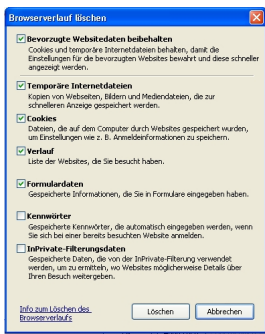 Browserverlauf löschen
Bevorzugte Websitedaten beibehalten
Cookies und temporäre Internetdateien behalten, damit die
Einstellungen für die bevorzugten Websites bewahrt und diese schneller
angezeigt werden.
Temporäre Internetdateien
Kopien von Webseiten, Bildern und Mediendateien, die zur
schnelleren Anzeige gespeichert werden.
Cookies
Dateien, die auf dem Computer durch Websites gespeichert wurden,
um Einstellungen wie z. B. Anmeldeinformationen zu speichern.
Verlauf
Liste der Websites, die Sie besucht haben.
Formulardaten
Gespeicherte Informationen, die Sie in Formulare eingegeben haben.
Kennwörter
Gespeicherte Kennwörter, die automatisch eingegeben werden, wenn
Sie sich bei einer bereits besuchten Website anmelden.
InPrivate-Filterungsdaten
Gespeicherte Daten, die von der InPrivate-Filterung verwendet
werden, um zu ermitteln, wo Websites möglicherweise Details über
Ihren Besuch weitergeben.
Info zum Löschen des
Browserverlaufs
Löschen
Abbrechen